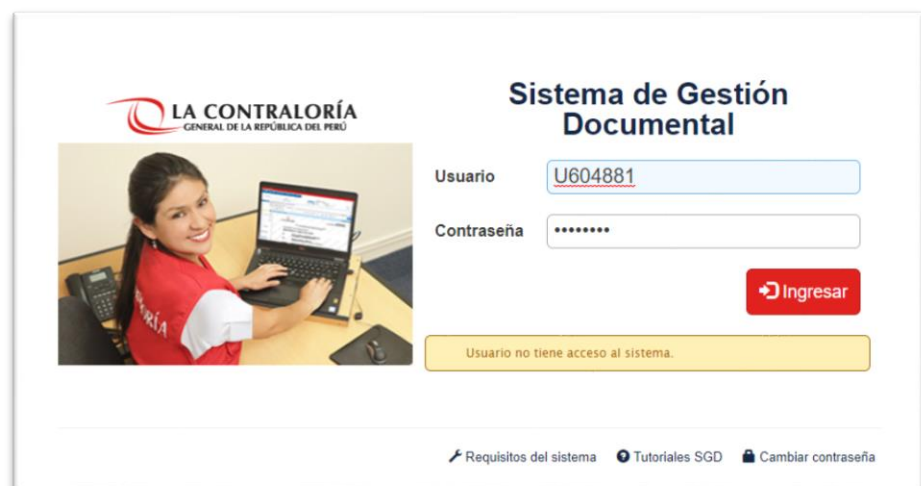 LA CONTRALORÍA
GENERAL DE LA REPÚBLICA DEL PERÚ
Sistema de Gestión
Documental
Usuario
U604881
Contraseña
••••••••
Ingresar
Usuario no tiene acceso al sistema.
Requisitos del sistema
Tutoriales SGD
Cambiar contraseña